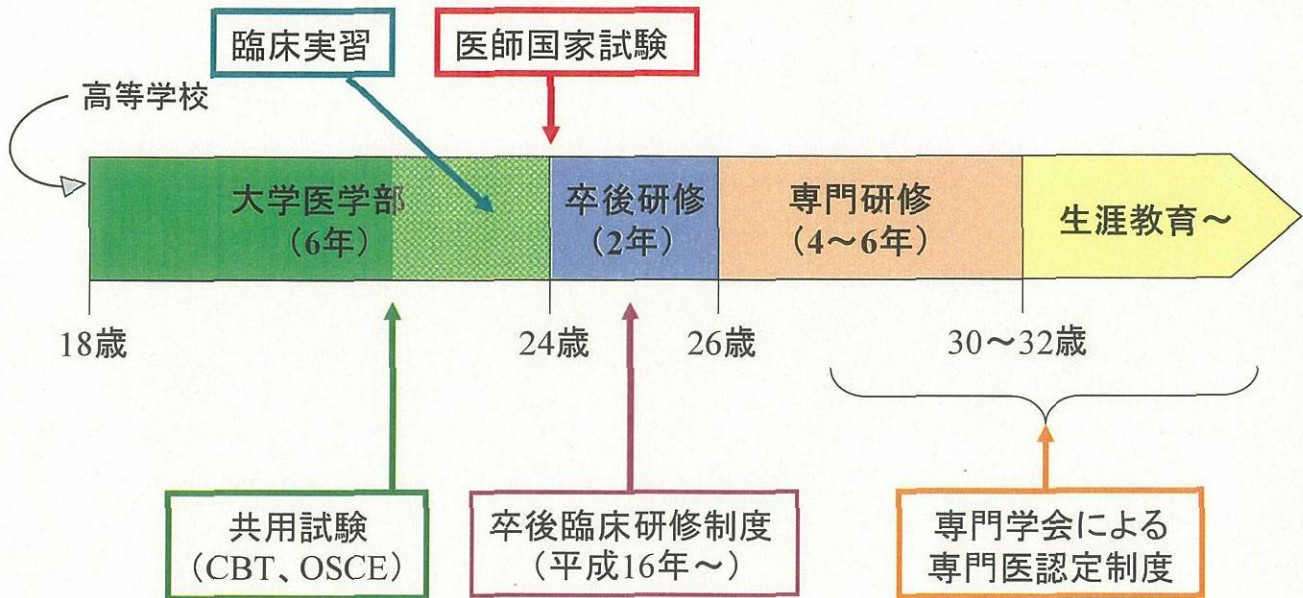 臨床実習
医師国家試験
高等学校
大学医学部
（6年）
卒後研修
（2年）
専門研修
（4～6年）
生涯教育～
18歳
24歳
26歳
30～32歳
共用試験
（CBT、OSCE）
卒後臨床研修制度
（平成16年～）
専門学会による
専門医認定制度